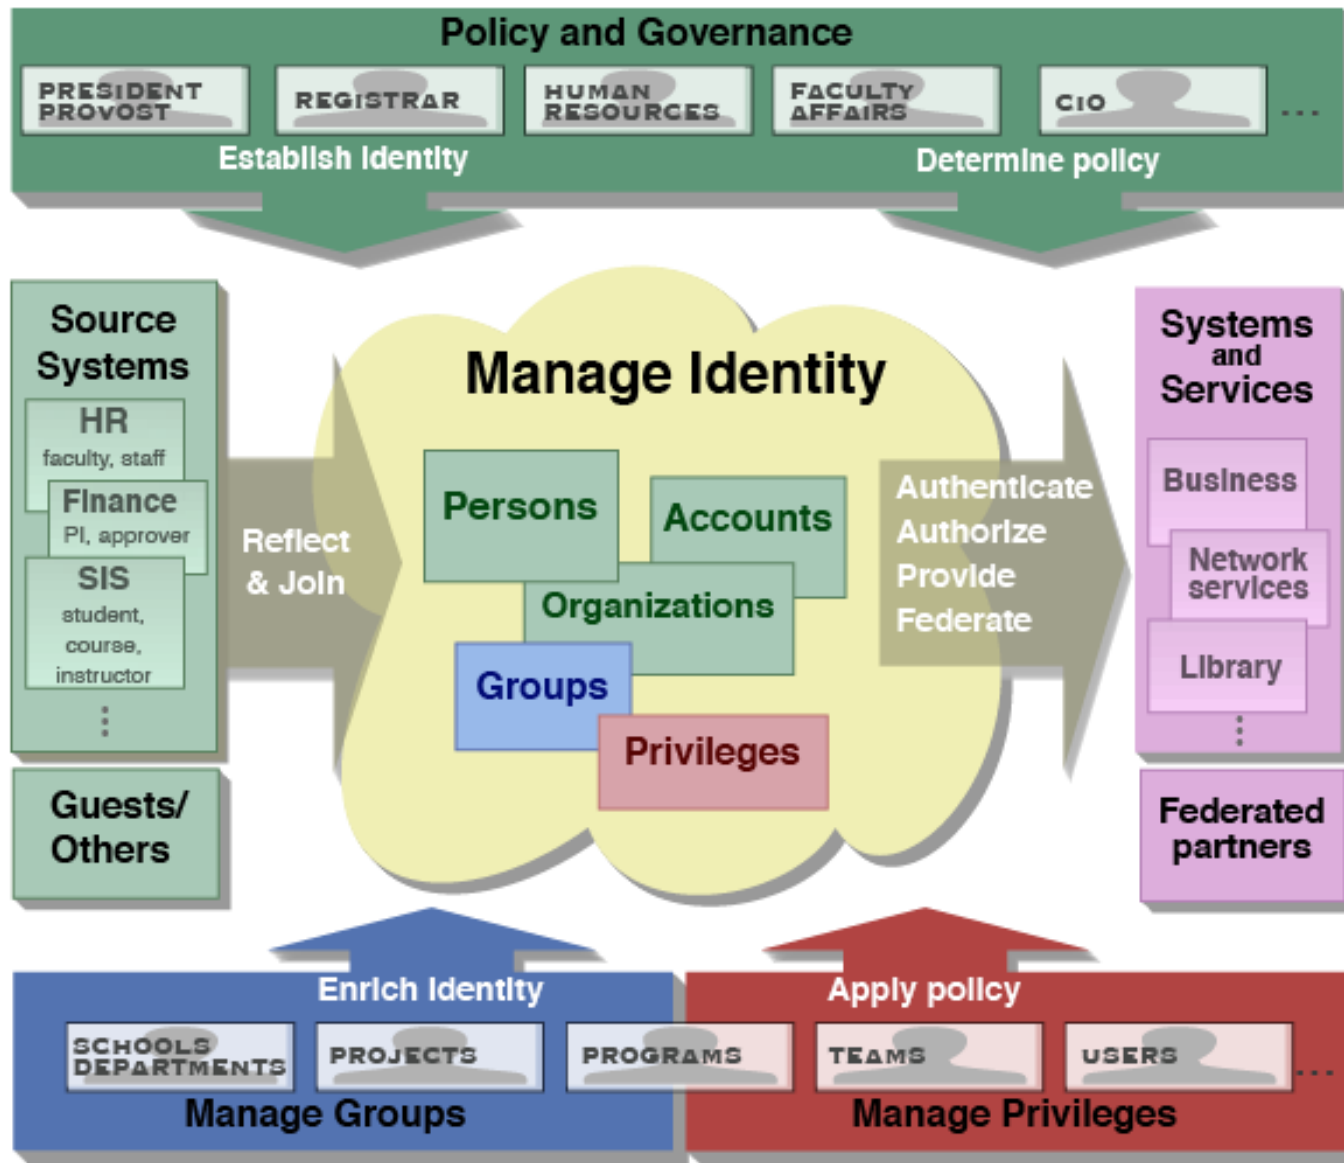 Policy and Governance
PRESIDENT
PROVOST
REGISTRAR
HUMAN
RESOURCES
FACULTY
AFFAIRS
CIO
...
Establish identity
Determine policy
Source
Systems
HR
faculty, staff
Finance
PI, approver
SIS
student,
course,
instructor
⋮
Guests/
Others
Reflect
& Join
Manage Identity
Persons
Accounts
Organizations
Groups
Privileges
Authenticate
Authorize
Provide
Federate
Systems
and
Services
Business
Network
services
Library
⋮
Federated
partners
Enrich identity
SCHOOLS
DEPARTMENTS
PROJECTS
PROGRAMS
Manage Groups
Apply policy
TEAMS
USERS
...
Manage Privileges